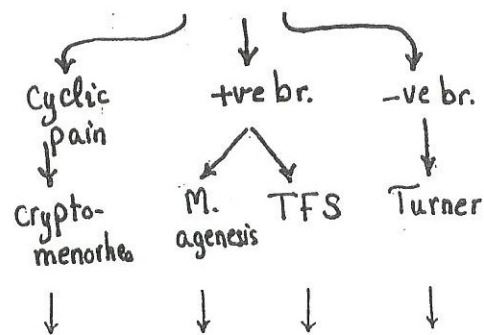 Cyclic
pain
+ve br.
-ve br.
crypto-
menorhea
M.
agenesis
TFS
Turner